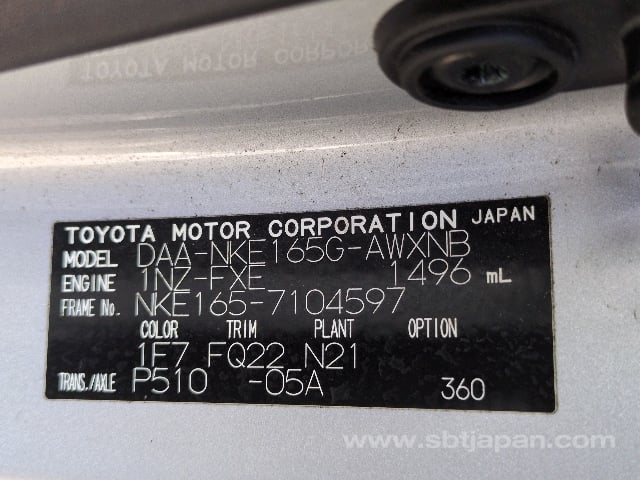 TOYOTA MOTOR CORPORATION JAPAN
MODEL DAA-NKE165G-AWXNB
ENGINE 1NZ-FXE 1496 mL
FRAME No. NKE165-7104597
COLOR TRIM PLANT OPTION
1F7 FQ22 N21
TRANS./AXLE P510 -05A 360
www.sbtjapan.com